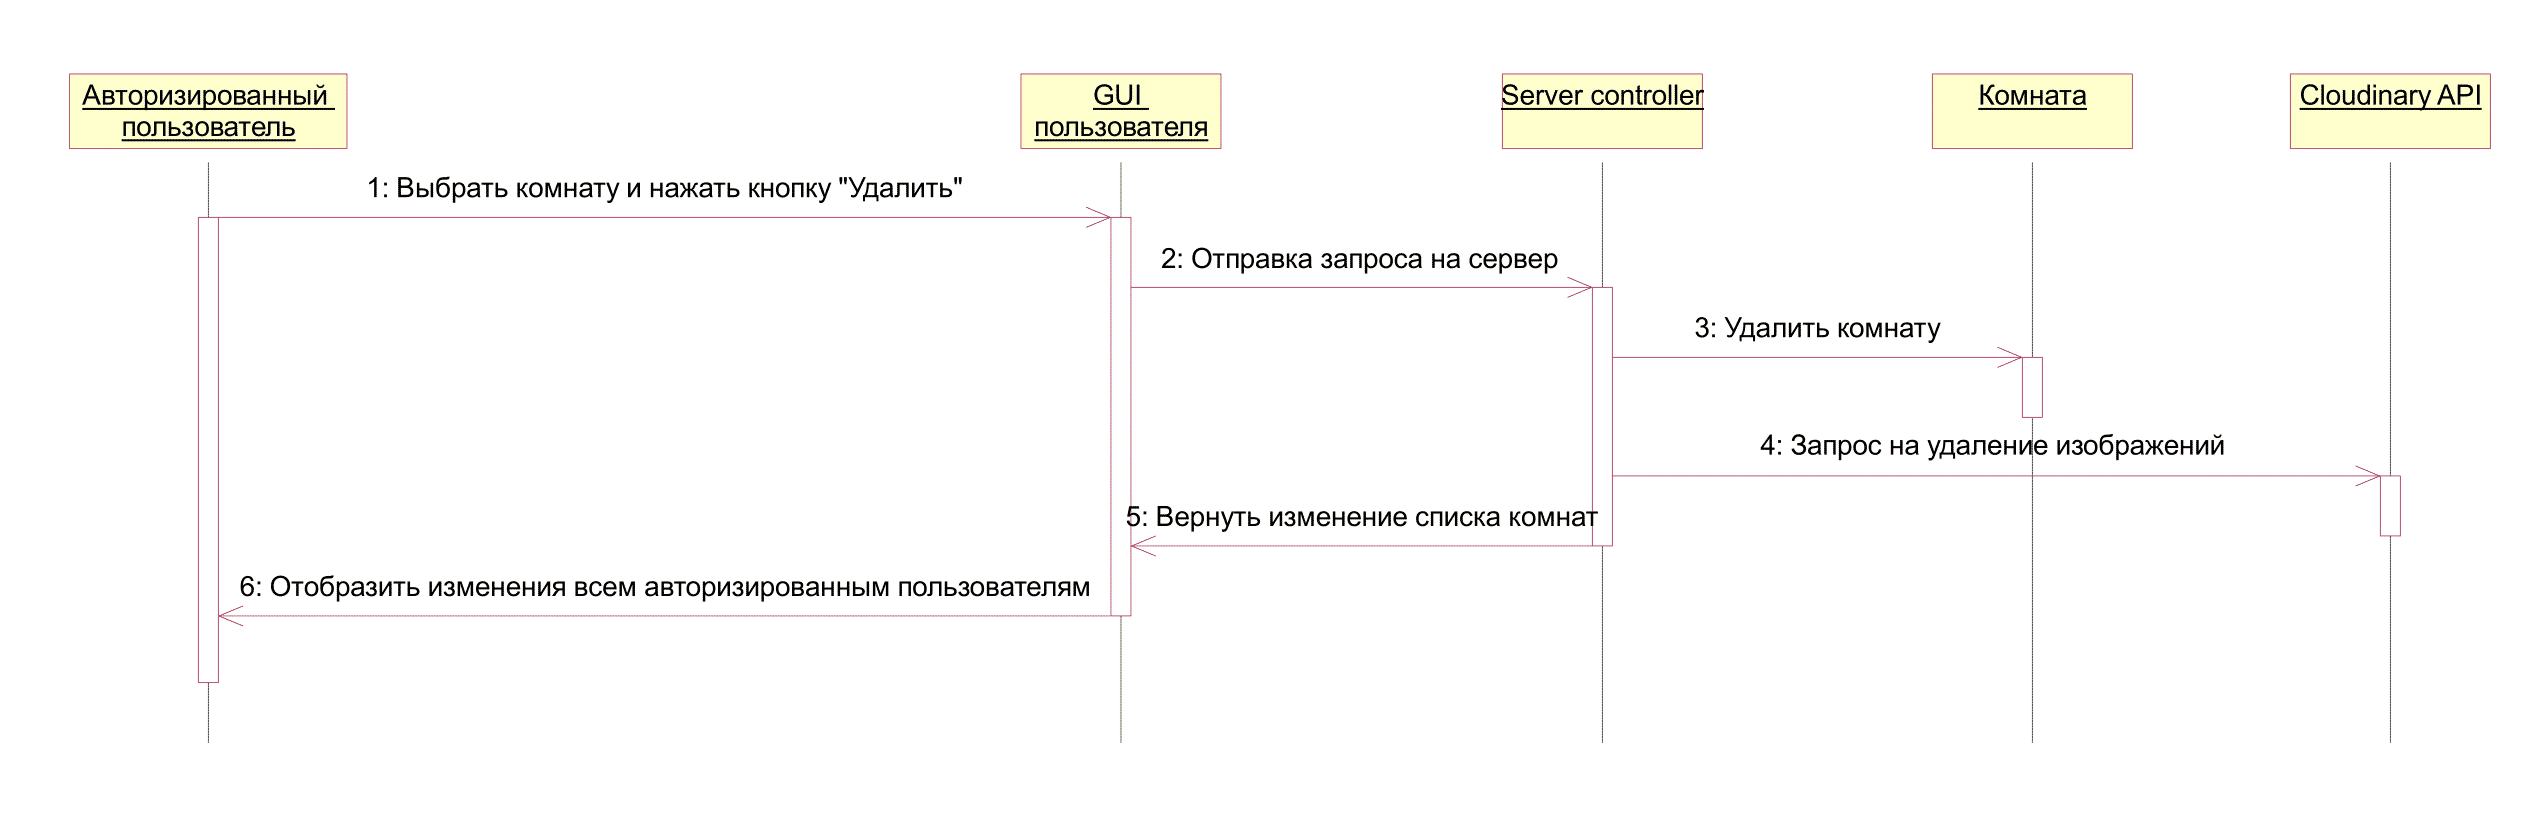 Авторизированный
пользователь
GUI
пользователя
Server controller
Комната
Cloudinary API
1: Выбрать комнату и нажать кнопку "Удалить"
2: Отправка запроса на сервер
3: Удалить комнату
4: Запрос на удаление изображений
5: Вернуть изменение списка комнат
6: Отобразить изменения всем авторизированным пользователям